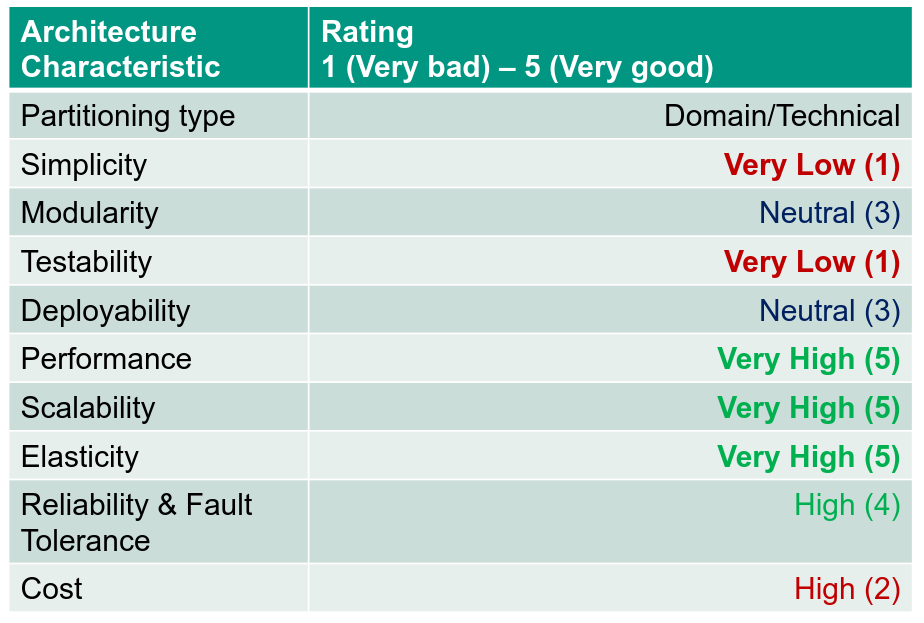 Architecture
Characteristic
Rating
1 (Very bad) – 5 (Very good)
Partitioning type
Domain/Technical
Simplicity
Very Low (1)
Modularity
Neutral (3)
Testability
Very Low (1)
Deployability
Neutral (3)
Performance
Very High (5)
Scalability
Very High (5)
Elasticity
Very High (5)
Reliability & Fault
Tolerance
High (4)
Cost
High (2)